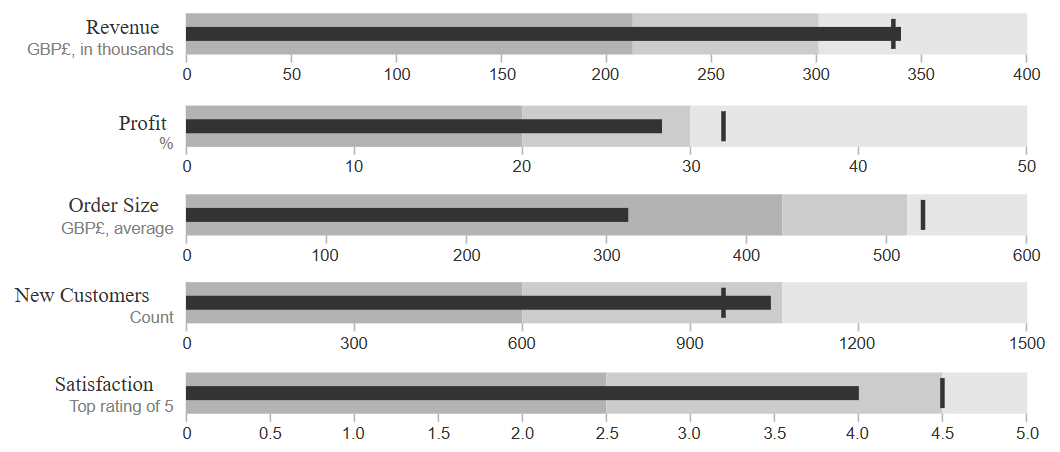 Revenue
GBP£, in thousands
0 50 100 150 200 250 300 350 400
Profit
%
0 10 20 30 40 50
Order Size
GBP£, average
0 100 200 300 400 500 600
New Customers
Count
0 300 600 900 1200 1500
Satisfaction
Top rating of 5
0 0.5 1.0 1.5 2.0 2.5 3.0 3.5 4.0 4.5 5.0